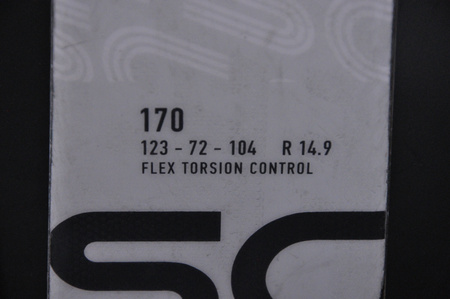 170
123 - 72 - 104 R 14.9
FLEX TORSION CONTROL
SC